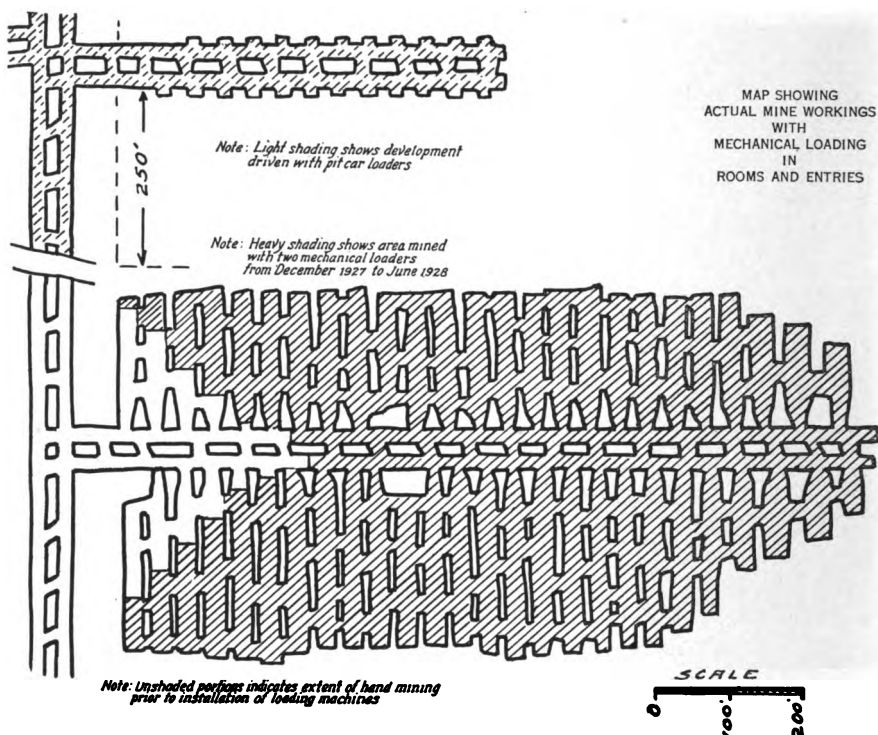 MAP SHOWING
ACTUAL MINE WORKINGS
WITH
MECHANICAL LOADING
IN
ROOMS AND ENTRIES
250'
Note: Light shading shows development
driven with pit car loaders
Note: Heavy shading shows area mined
with two mechanical loaders
from December 1927 to June 1928
Note: Unshaded portions indicates extent of hand mining
prior to installation of loading machines
SCALE
0
100'
200'